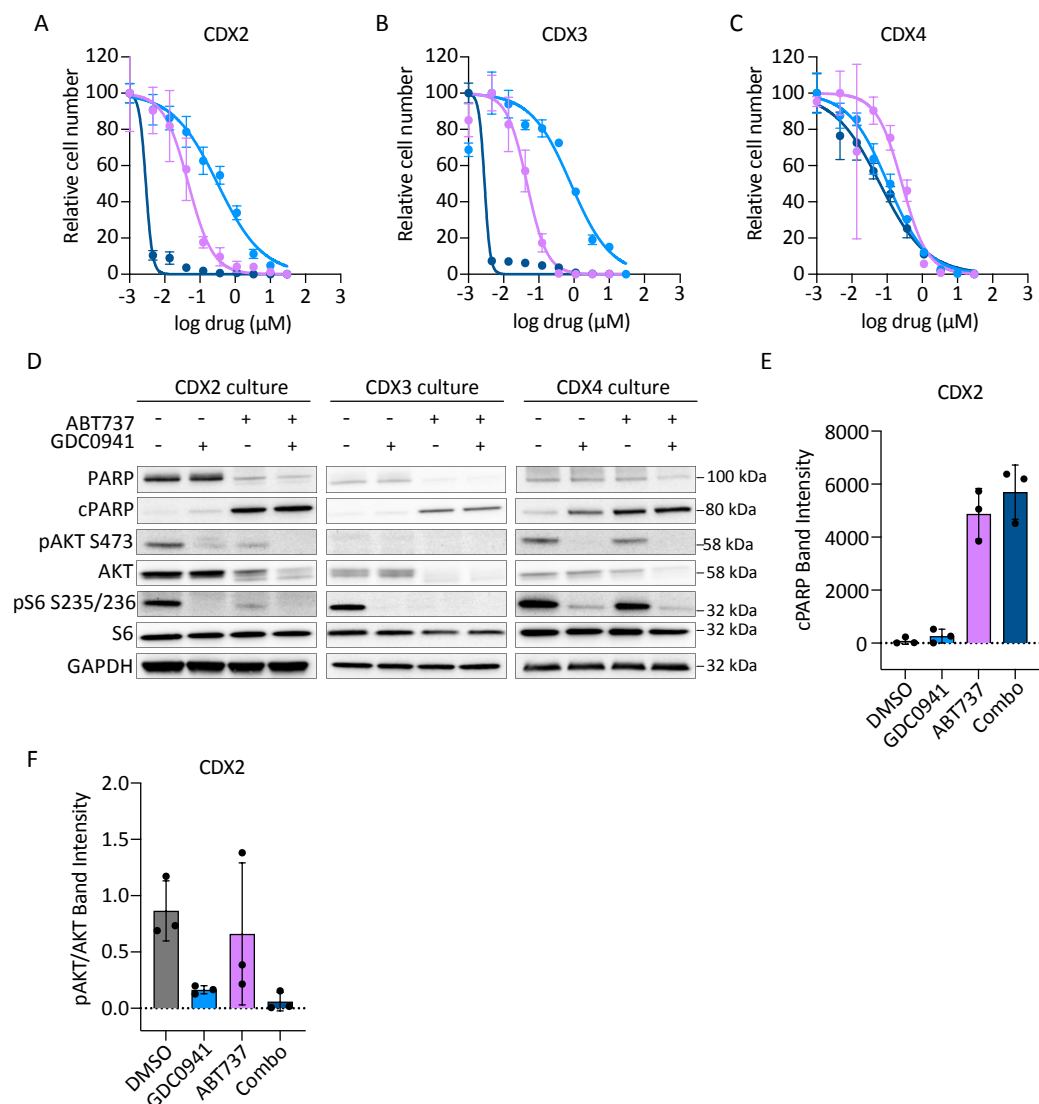 A
CDX2
Relative cell number
120
100
80
60
40
20
0
-3 -2 -1 0 1 2 3
log drug (µM)
B
CDX3
Relative cell number
120
100
80
60
40
20
0
-3 -2 -1 0 1 2 3
log drug (µM)
C
CDX4
Relative cell number
120
100
80
60
40
20
0
-3 -2 -1 0 1 2 3
log drug (µM)
D
CDX2 culture CDX3 culture CDX4 culture
ABT737 - - + + - - + + - - + +
GDC0941 - + - + - + - + - + - +
PARP –100 kDa
cPARP –80 kDa
pAKT S473 –58 kDa
AKT –58 kDa
pS6 S235/236 32 kDa
S6 –32 kDa
GAPDH –32 kDa
E
CDX2
cPARP Band Intensity
8000
6000
4000
2000
0
DMSO
GDC0941
ABT737
Combo
F
CDX2
pAKT/AKT Band Intensity
2.0
1.5
1.0
0.5
0.0
DMSO
GDC0941
ABT737
Combo